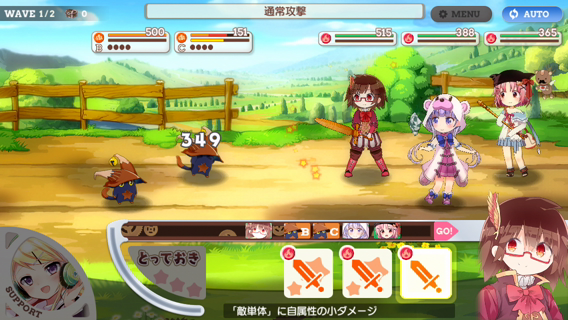 WAVE 1/2
0
通常攻撃
MENU
AUTO
500
B
151
C
515
388
365
349
B
C
GO!
とっておき
SUPPORT
「敵単体」に自属性の小ダメージ